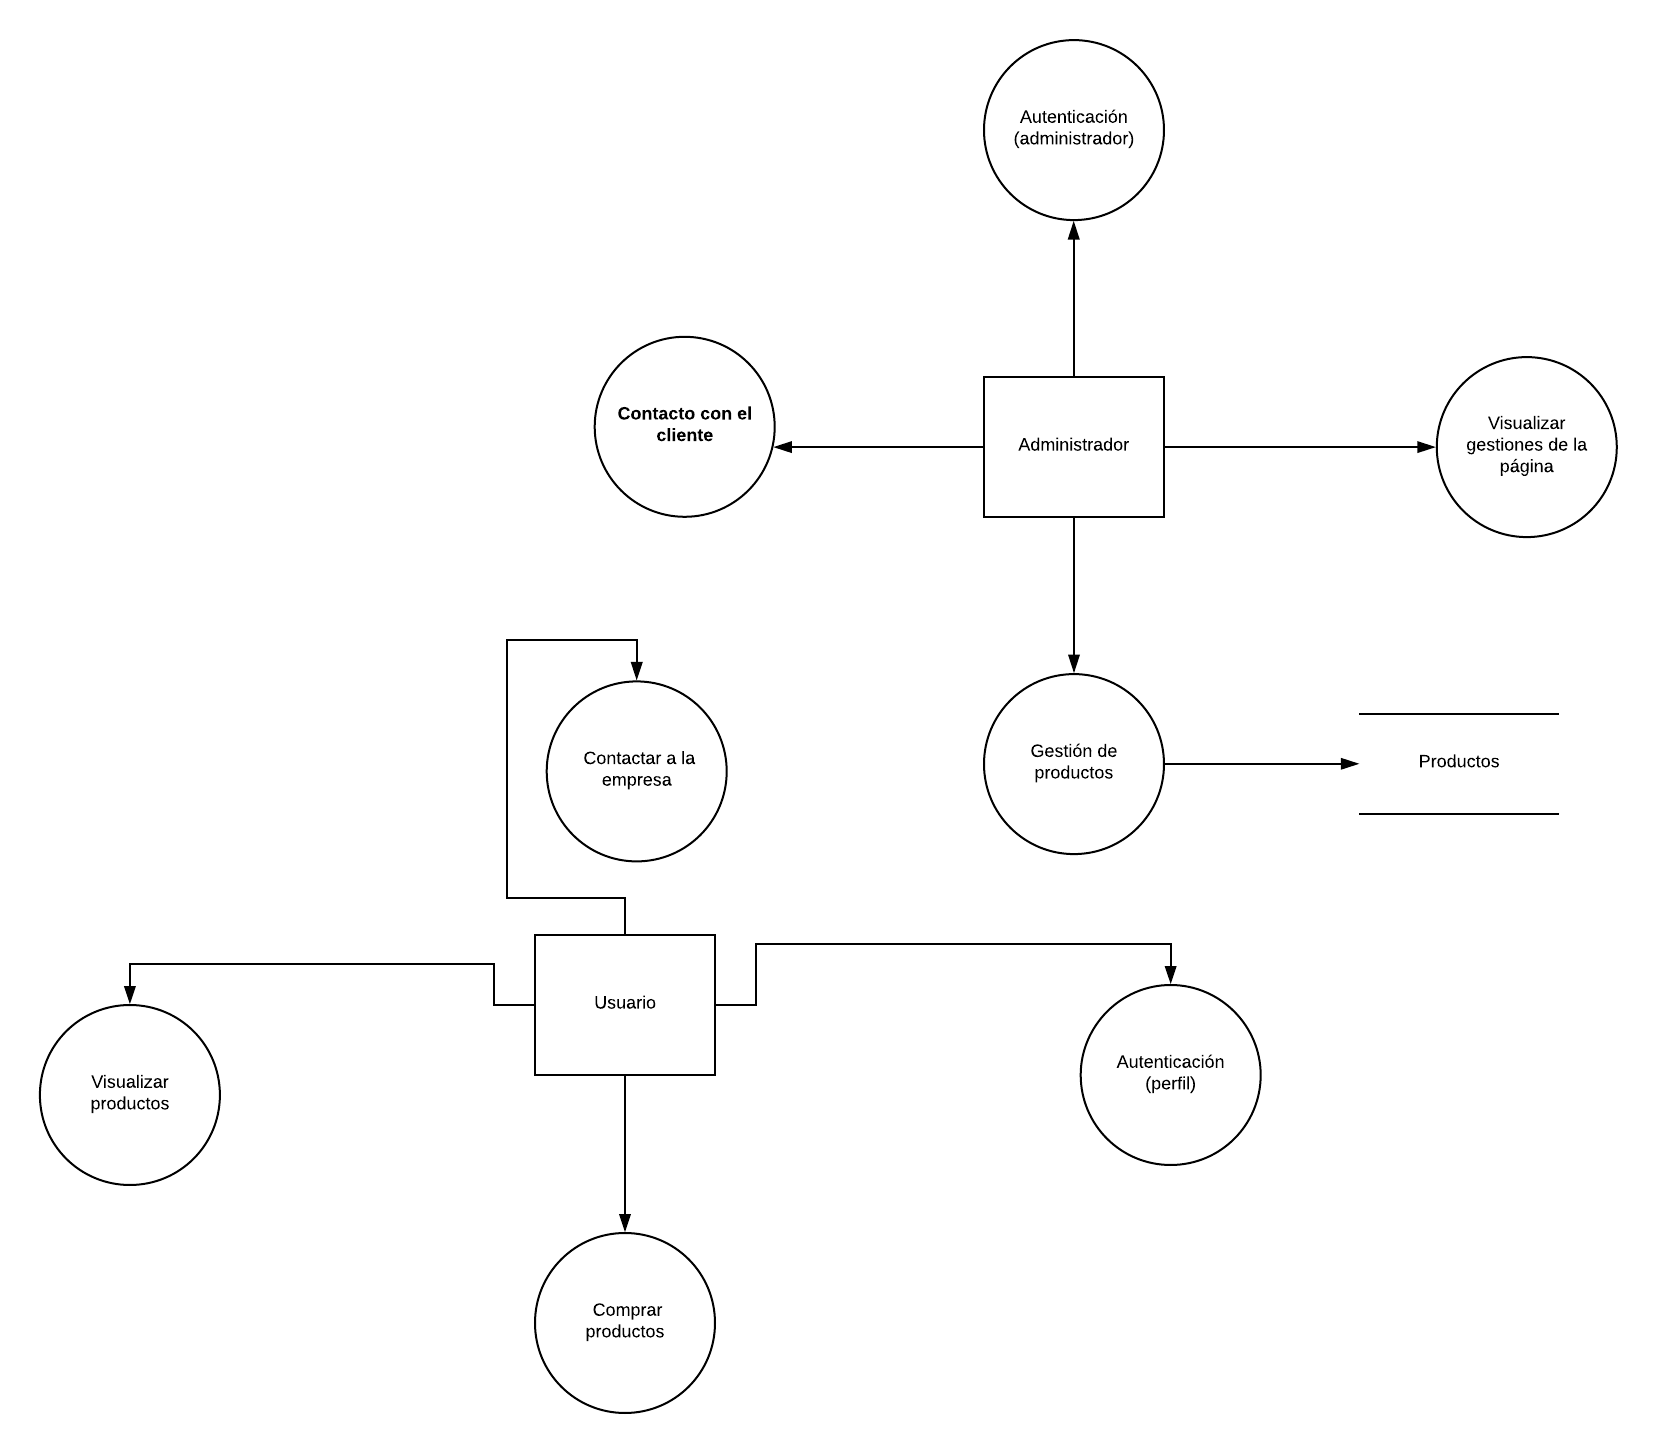 Autenticación
(administrador)
Contacto con el
cliente
Administrador
Visualizar
gestiones de la
página
Contactar a la
empresa
Gestión de
productos
Productos
Usuario
Visualizar
productos
Autenticación
(perfil)
Comprar
productos